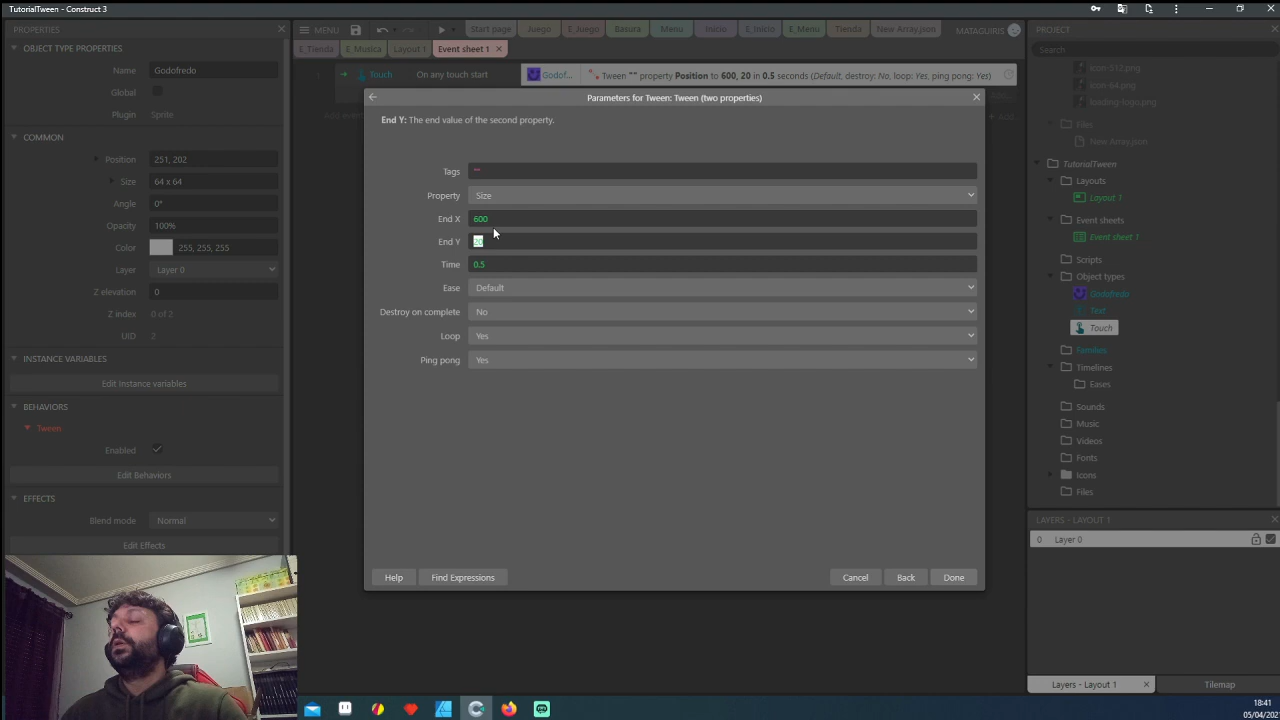 TutorialTween - Construct 3
PROPERTIES
OBJECT TYPE PROPERTIES
Name Godofredo
Global
Plugin Sprite
COMMON
Position 251, 202
Size 64 x 64
Angle 0°
Opacity 100%
Color 255, 255, 255
Layer Layer 0
Z elevation 0
Z index 0 of 2
UID 2
INSTANCE VARIABLES
Edit Instance variables
BEHAVIORS
Tween
Enabled
Edit Behaviors
EFFECTS
Blend mode Normal
Edit Effects
MENU
Start page Juego E_Juego Basura Menu Inicio E_Inicio E_Menu Tienda New Array.json MATAGUIRIS
E_Tienda E_Musica Layout 1 Event sheet 1
1 Touch On any touch start Godof... Tween "" property Position to 600, 20 in 0.5 seconds (Default, destroy: No, loop: Yes, ping pong: Yes)
Parameters for Tween: Tween (two properties)
End Y: The end value of the second property.
Tags ""
Property Size
End X 600
End Y 20
Time 0.5
Ease Default
Destroy on complete No
Loop Yes
Ping pong Yes
Help Find Expressions Cancel Back Done
PROJECT
Search
icon-512.png
icon-64.png
loading-logo.png
Files
New Array.json
TutorialTween
Layouts
Layout 1
Event sheets
Event sheet 1
Scripts
Object types
Godofredo
Text
Touch
Families
Timelines
Eases
Sounds
Music
Videos
Fonts
Icons
Files
LAYERS - LAYOUT 1
0 Layer 0
Layers - Layout 1 Tilemap
18:41